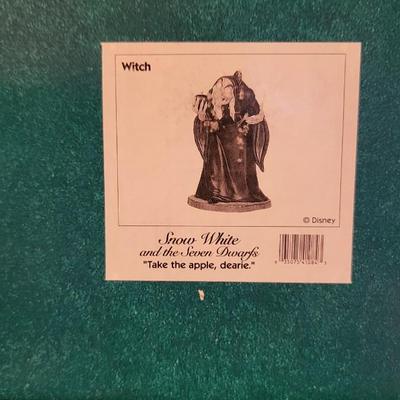 Witch
© Disney
Snow White
and the Seven Dwarfs
"Take the apple, dearie."